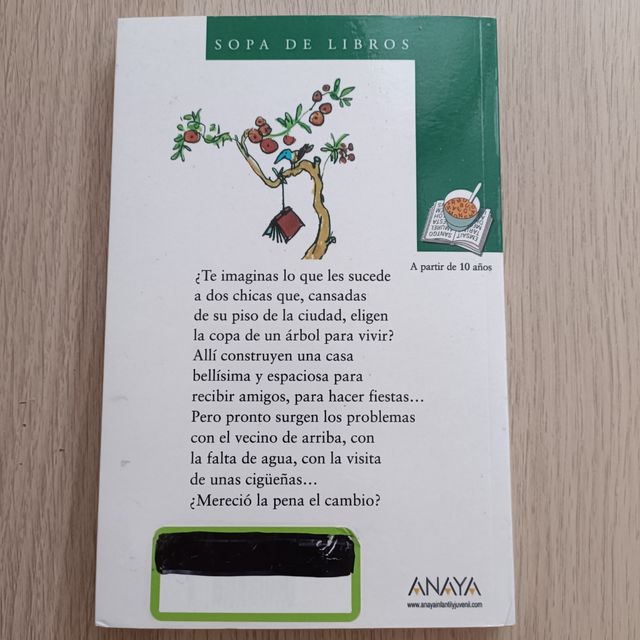 SOPA DE LIBROS
A partir de 10 años
¿Te imaginas lo que les sucede
a dos chicas que, cansadas
de su piso de la ciudad, eligen
la copa de un árbol para vivir?
Allí construyen una casa
bellísima y espaciosa para
recibir amigos, para hacer fiestas...
Pero pronto surgen los problemas
con el vecino de arriba, con
la falta de agua, con la visita
de unas cigüeñas...
¿Mereció la pena el cambio?
ANAYA
www.anayainfantilyjuvenil.com